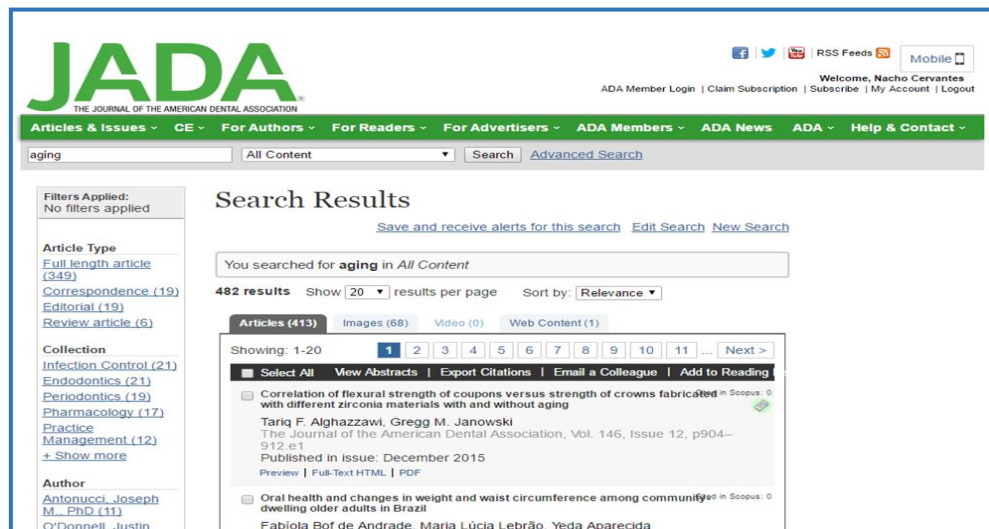 JADA
THE JOURNAL OF THE AMERICAN DENTAL ASSOCIATION
RSS Feeds
Mobile
Welcome, Nacho Cervantes
ADA Member Login | Claim Subscription | Subscribe | My Account | Logout
Articles & Issues CE For Authors For Readers For Advertisers ADA Members ADA News ADA Help & Contact
aging All Content Search Advanced Search
Filters Applied:
No filters applied
Article Type
Full length article
(349)
Correspondence (19)
Editorial (19)
Review article (6)
Collection
Infection Control (21)
Endodontics (21)
Periodontics (19)
Pharmacology (17)
Practice
Management (12)
+ Show more
Author
Antonucci, Joseph
M., PhD (11)
O'Donnell, Justin
Search Results
Save and receive alerts for this search Edit Search New Search
You searched for aging in All Content
482 results Show 20 results per page Sort by: Relevance
Articles (413) Images (68) Video (0) Web Content (1)
Showing: 1-20 1 2 3 4 5 6 7 8 9 10 11 ... Next >
Select All View Abstracts | Export Citations | Email a Colleague | Add to Reading
Correlation of flexural strength of coupons versus strength of crowns fabricated in Scopus: 0
with different zirconia materials with and without aging
Tariq F. Alghazzawi, Gregg M. Janowski
The Journal of the American Dental Association, Vol. 146, Issue 12, p904–
912.e1
Published in issue: December 2015
Preview | Full-Text HTML | PDF
Oral health and changes in weight and waist circumference among community- in Scopus: 0
dwelling older adults in Brazil
Fabíola Bof de Andrade, Maria Lúcia Lebrão, Yeda Aparecida